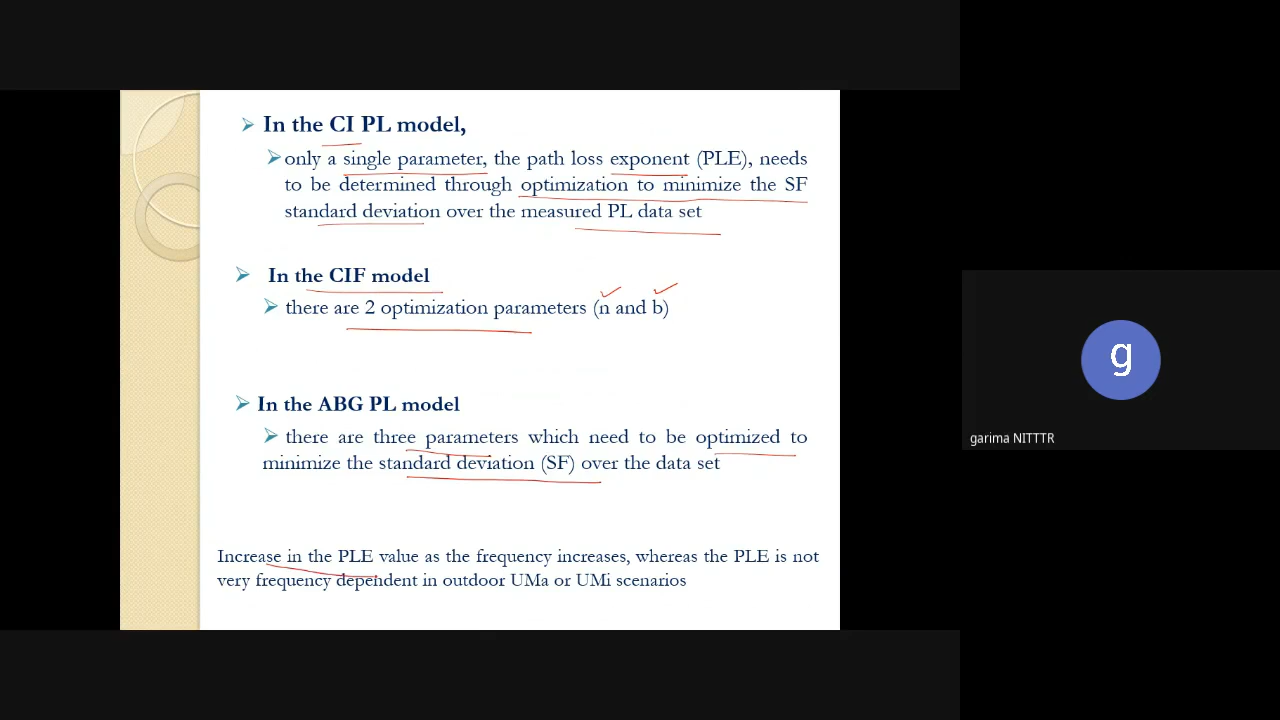 ➢ In the CI PL model,
➢ only a single parameter, the path loss exponent (PLE), needs
to be determined through optimization to minimize the SF
standard deviation over the measured PL data set
➢ In the CIF model
➢ there are 2 optimization parameters (n and b)
➢ In the ABG PL model
➢ there are three parameters which need to be optimized to
minimize the standard deviation (SF) over the data set
Increase in the PLE value as the frequency increases, whereas the PLE is not
very frequency dependent in outdoor UMa or UMi scenarios
g
garima NITTTR